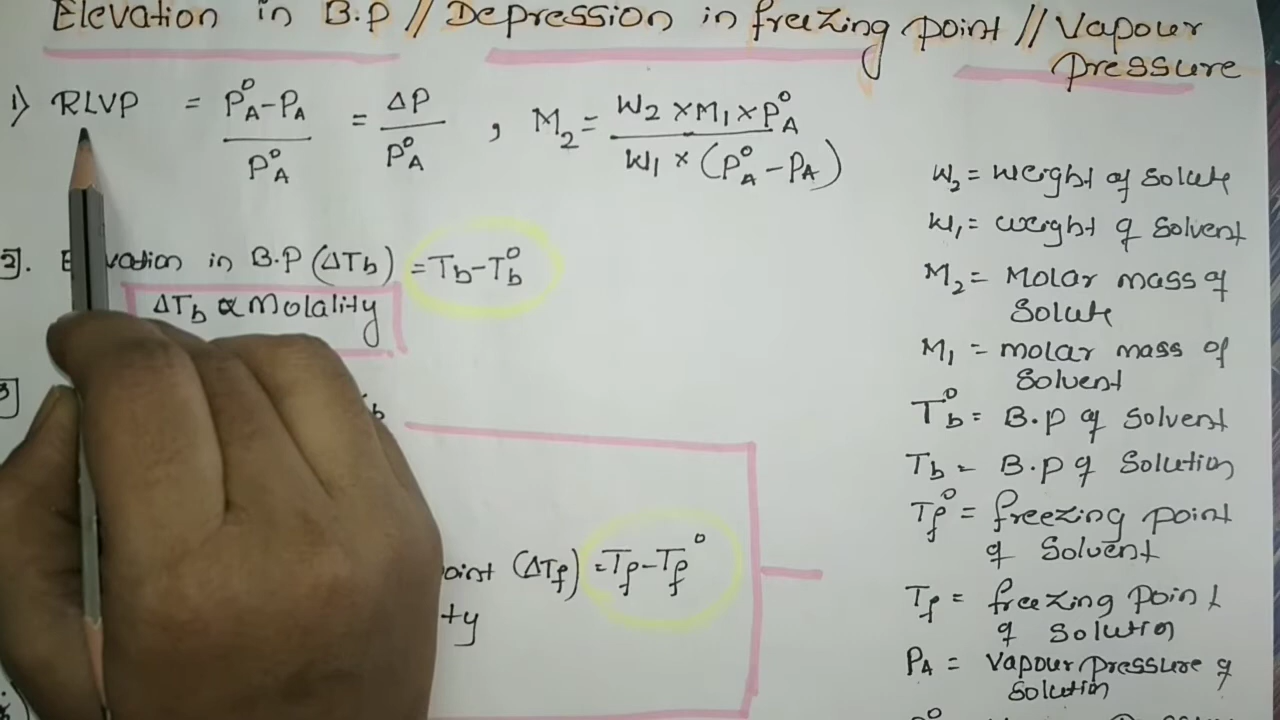 Elevation in B.P // Depression in freezing point // Vapour Pressure
1) RLVP = P°A-PA / P°A = ΔP / P°A , M2 = W2 × M1 × P°A / W1 × (P°A - PA)
2]. in B.P (ΔTb) = Tb-T°b
ΔTb ∝ Molality
3]
(ΔTf) = Tf-Tf°
W2 = weight of Solute
W1 = weight of Solvent
M2 = Molar mass of
Solute
M1 = molar mass of
Solvent
T°b = B.P of Solvent
Tb = B.P of Solution
Tf° = freezing point
of Solvent
Tf = freezing point
of Solution
PA = Vapour pressure of
Solution